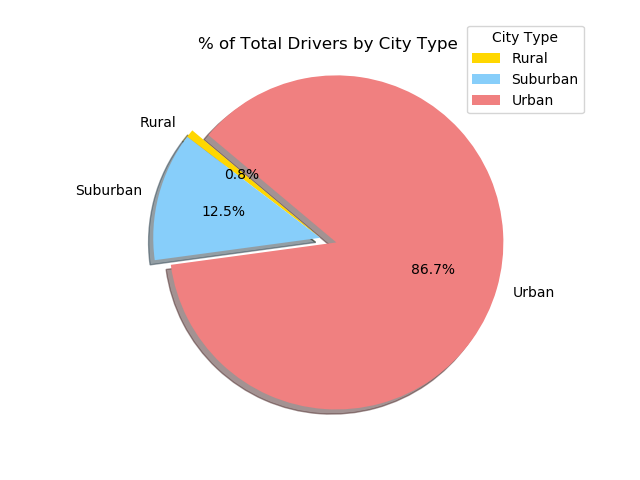 % of Total Drivers by City Type
City Type
Rural
Suburban
Urban
Rural
0.8%
Suburban
12.5%
86.7%
Urban